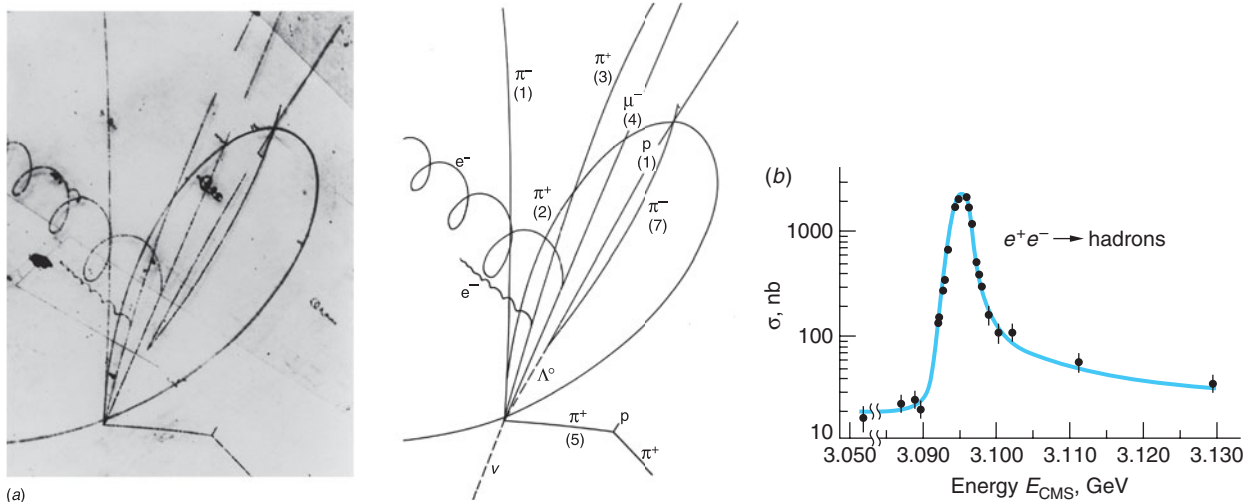 π⁻
(1)
π⁺
(3)
μ⁻
(4)
p
(1)
e⁻
π⁺
(2)
π⁻
(7)
e⁻
Λ°
π⁺
(5)
p
π⁺
ν
(a)
(b)
1000
100
10
σ, nb
e⁺e⁻ → hadrons
3.050 3.090 3.100 3.110 3.120 3.130
Energy E_CMS, GeV